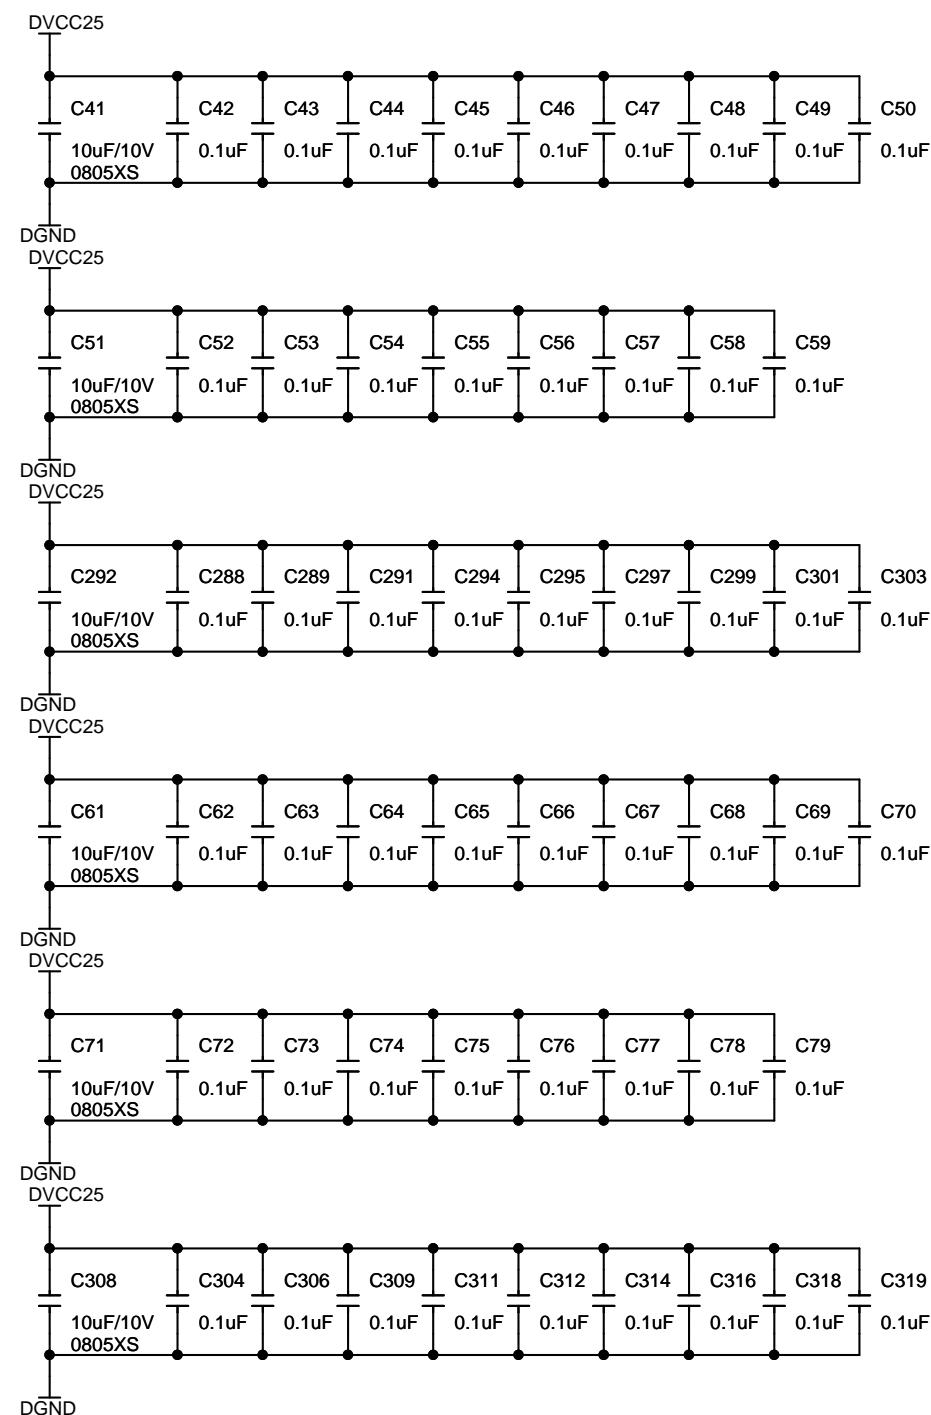 DVCC25
C41 C42 C43 C44 C45 C46 C47 C48 C49 C50
10uF/10V 0.1uF 0.1uF 0.1uF 0.1uF 0.1uF 0.1uF 0.1uF 0.1uF 0.1uF
0805XS
DGND
DVCC25
C51 C52 C53 C54 C55 C56 C57 C58 C59
10uF/10V 0.1uF 0.1uF 0.1uF 0.1uF 0.1uF 0.1uF 0.1uF 0.1uF
0805XS
DGND
DVCC25
C292 C288 C289 C291 C294 C295 C297 C299 C301 C303
10uF/10V 0.1uF 0.1uF 0.1uF 0.1uF 0.1uF 0.1uF 0.1uF 0.1uF 0.1uF
0805XS
DGND
DVCC25
C61 C62 C63 C64 C65 C66 C67 C68 C69 C70
10uF/10V 0.1uF 0.1uF 0.1uF 0.1uF 0.1uF 0.1uF 0.1uF 0.1uF 0.1uF
0805XS
DGND
DVCC25
C71 C72 C73 C74 C75 C76 C77 C78 C79
10uF/10V 0.1uF 0.1uF 0.1uF 0.1uF 0.1uF 0.1uF 0.1uF 0.1uF
0805XS
DGND
DVCC25
C308 C304 C306 C309 C311 C312 C314 C316 C318 C319
10uF/10V 0.1uF 0.1uF 0.1uF 0.1uF 0.1uF 0.1uF 0.1uF 0.1uF 0.1uF
0805XS
DGND